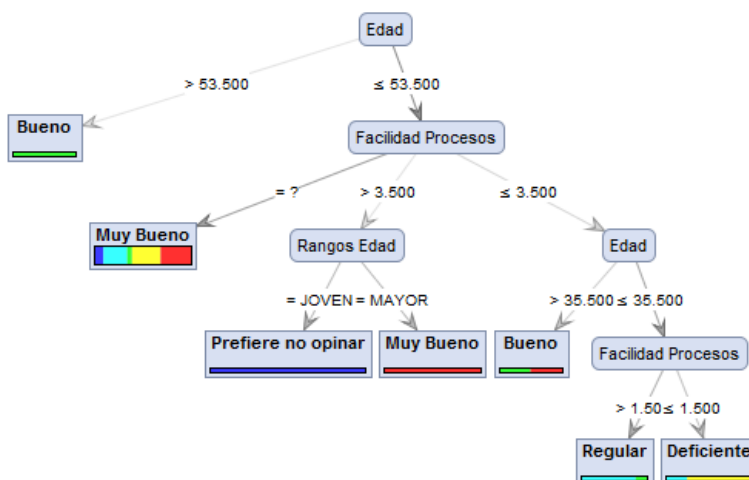 Edad
> 53.500
≤ 53.500
Bueno
Facilidad Procesos
= ?
> 3.500
≤ 3.500
Muy Bueno
Rangos Edad
Edad
= JOVEN
= MAYOR
> 35.500
≤ 35.500
Prefiere no opinar
Muy Bueno
Bueno
Facilidad Procesos
> 1.50
≤ 1.500
Regular
Deficiente